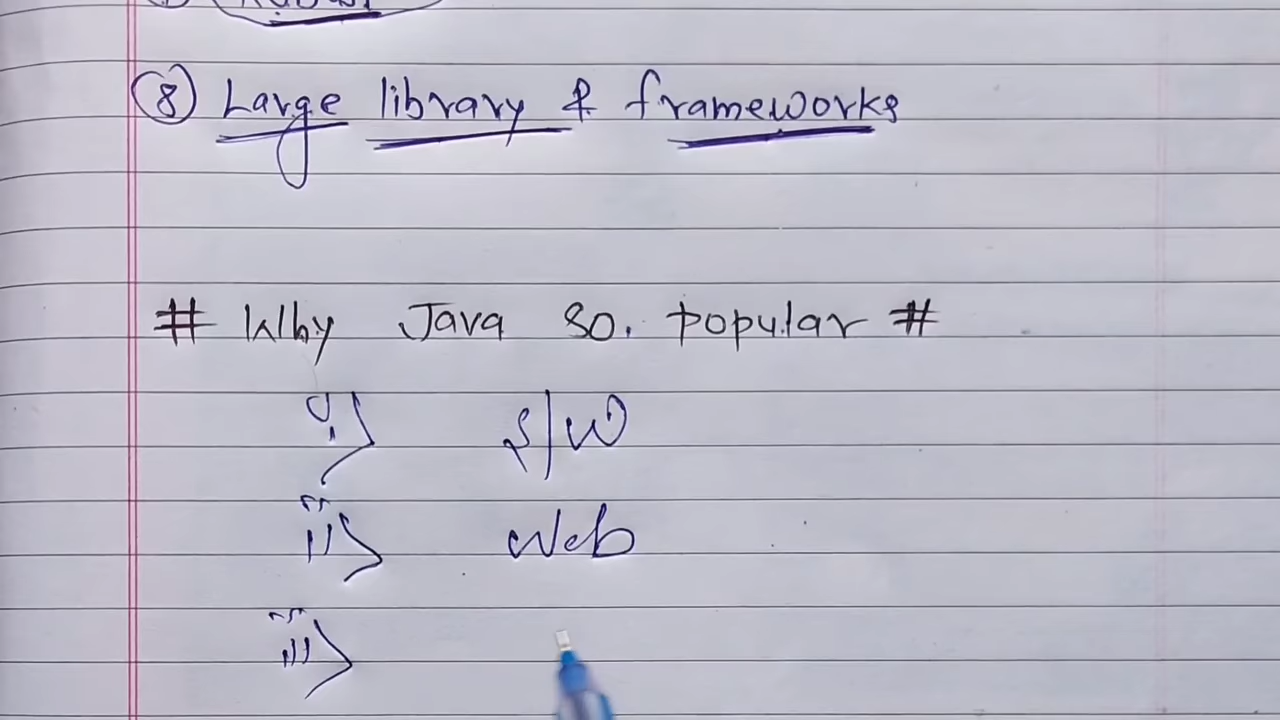 ⑧ Large library & frameworks
# Why Java so. popular #
i) S/W
ii) Web
iii)